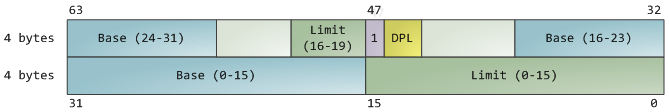 63 47 32
4 bytes Base (24-31) Limit (16-19) 1 DPL Base (16-23)
4 bytes Base (0-15) Limit (0-15)
31 15 0